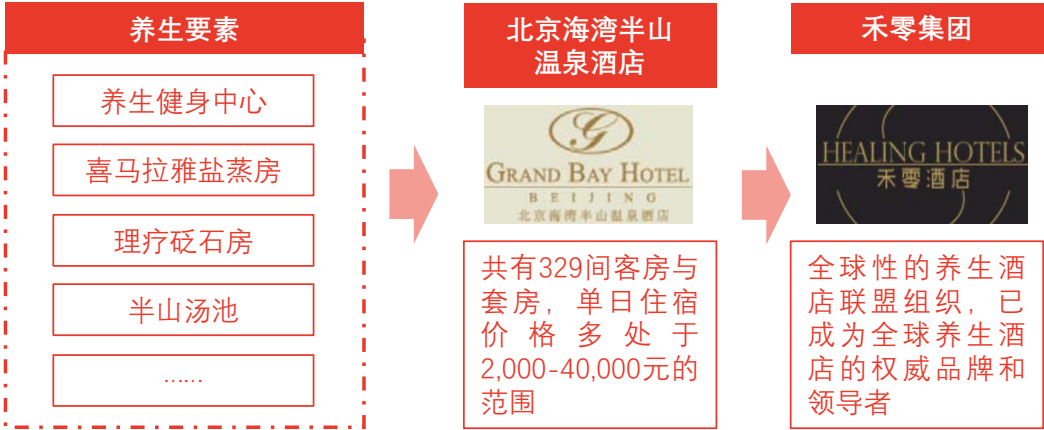 养生要素
养生健身中心
喜马拉雅盐蒸房
理疗砭石房
半山汤池
……
北京海湾半山
温泉酒店
G
GRAND BAY HOTEL
BEIJING
北京海湾半山温泉酒店
共有329间客房与
套房，单日住宿
价格多处于
2,000-40,000元的
范围
禾零集团
HEALING HOTELS
禾零酒店
全球性的养生酒
店联盟组织，已
成为全球养生酒
店的权威品牌和
领导者